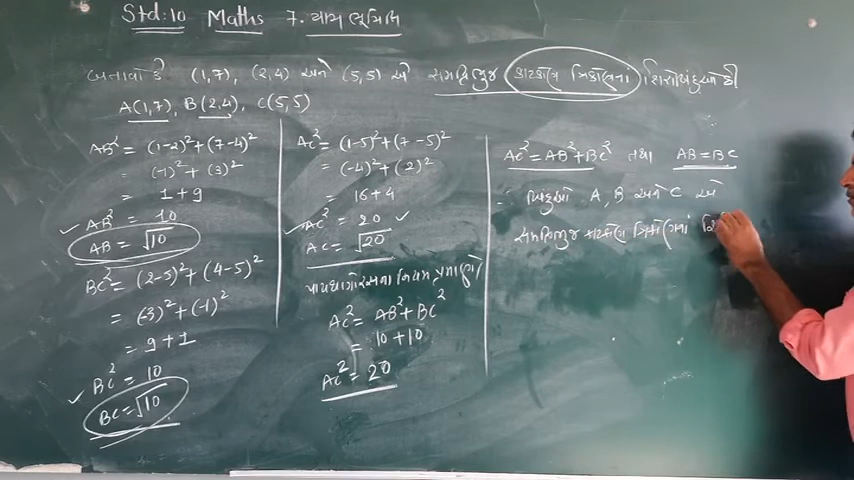 Std:10 Maths 7. યામ ભૂમિતિ
બતાવો કે (1,7), (2,4) અને (5,5) એ સમદ્વિભુજ કાટકોણ ત્રિકોણના શિરોબિંદુઓ છે
A(1,7), B(2,4), C(5,5)
AB² = (1-2)²+(7-4)²
= (-1)² + (3)²
= 1+9
AB² = 10
AB = √10
BC² = (2-5)² + (4-5)²
= (-3)² + (-1)²
= 9+1
BC² = 10
BC = √10
AC² = (1-5)² + (7-5)²
= (-4)² + (2)²
= 16+4
AC² = 20
AC = √20
પાયથાગોરસના નિયમ પ્રમાણે
AC² = AB² + BC²
= 10+10
AC² = 20
AC² = AB² + BC² તથા AB = BC
∴ બિંદુઓ A, B અને C એ
સમદ્વિભુજ કાટકોણ ત્રિકોણનાં